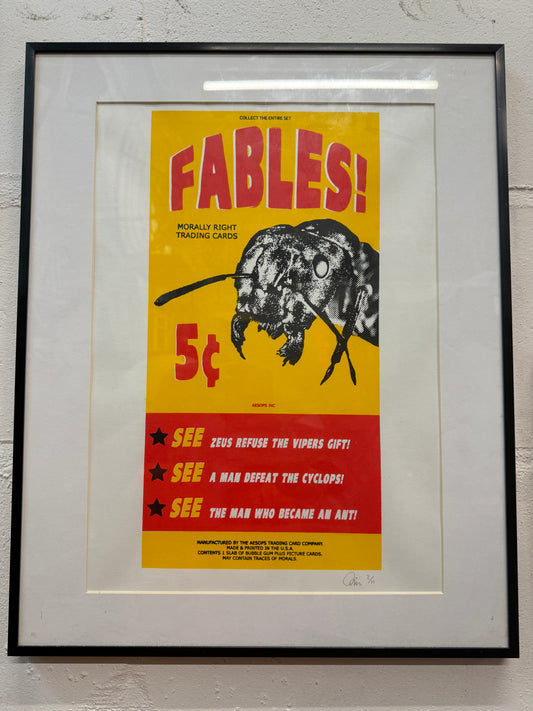 COLLECT THE ENTIRE SET
FABLES!
MORALLY RIGHT
TRADING CARDS
5¢
AESOPS INC
SEE ZEUS REFUSE THE VIPERS GIFT!
SEE A MAN DEFEAT THE CYCLOPS!
SEE THE MAN WHO BECAME AN ANT!
MANUFACTURED BY THE AESOPS TRADING CARD COMPANY.
MADE & PRINTED IN THE U.S.A.
CONTENTS 1 SLAB OF BUBBLE GUM PLUS PICTURE CARDS.
MAY CONTAIN TRACES OF MORALS.